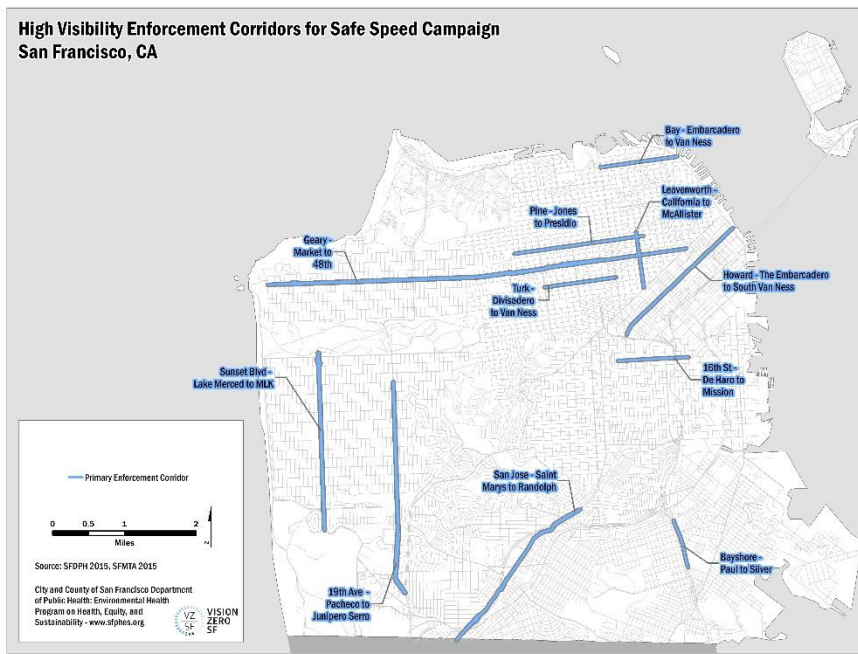 High Visibility Enforcement Corridors for Safe Speed Campaign
San Francisco, CA
Bay - Embarcadero
to Van Ness
Leavenworth -
California to
McAllister
Pine - Jones
to Presidio
Geary -
Market to
48th
Howard - The Embarcadero
to South Van Ness
Turk -
Divisadero
to Van Ness
Sunset Blvd -
Lake Merced to MLK
16th St -
De Haro to
Mission
San Jose - Saint
Marys to Randolph
Bayshore -
Paul to Silver
19th Ave -
Pacheco to
Junipero Serra
Primary Enforcement Corridor
0 0.5 1 2
Miles
Z
Source: SFDPH 2015, SFMTA 2015
City and County of San Francisco Department
of Public Health: Environmental Health
Program on Health, Equity, and
Sustainability - www.sfphes.org
VZ
SF
VISION
ZERO
SF